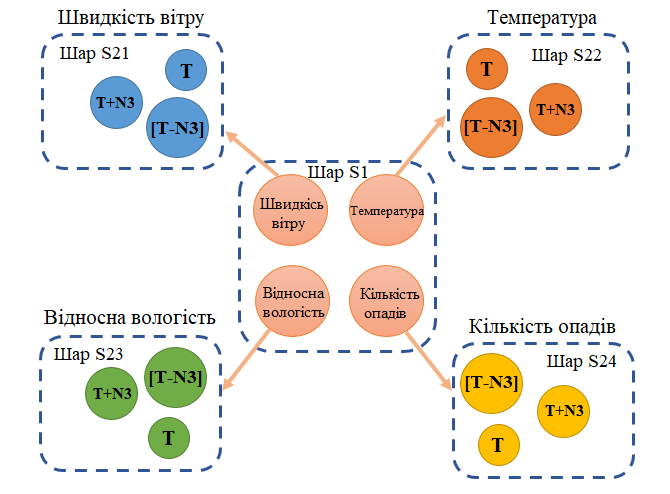 Швидкість вітру
Шар S21
T
T+N3
[T-N3]
Температура
Шар S22
T
T+N3
[T-N3]
Шар S1
Швидкісь
вітру
Температура
Відносна
вологість
Кількість
опадів
Відносна вологість
Шар S23
[T-N3]
T+N3
T
Кількість опадів
Шар S24
[T-N3]
T+N3
T